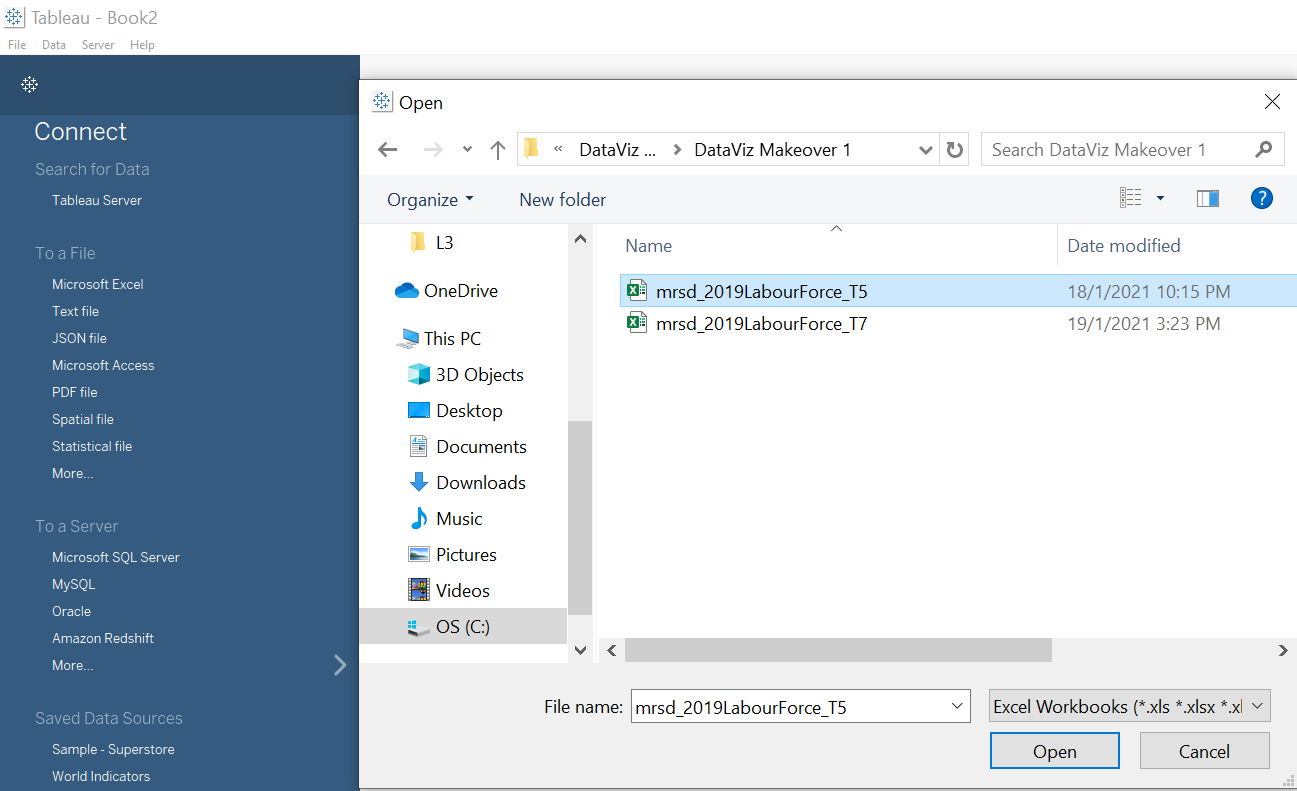 Tableau - Book2
File Data Server Help
Connect
Search for Data
Tableau Server
To a File
Microsoft Excel
Text file
JSON file
Microsoft Access
PDF file
Spatial file
Statistical file
More...
To a Server
Microsoft SQL Server
MySQL
Oracle
Amazon Redshift
More...
Saved Data Sources
Sample - Superstore
World Indicators
Open
« DataViz ... > DataViz Makeover 1
Search DataViz Makeover 1
Organize New folder
?
L3
OneDrive
This PC
3D Objects
Desktop
Documents
Downloads
Music
Pictures
Videos
OS (C:)
Name Date modified
mrsd_2019LabourForce_T5 18/1/2021 10:15 PM
mrsd_2019LabourForce_T7 19/1/2021 3:23 PM
File name: mrsd_2019LabourForce_T5 Excel Workbooks (*.xls *.xlsx *.xl
Open Cancel